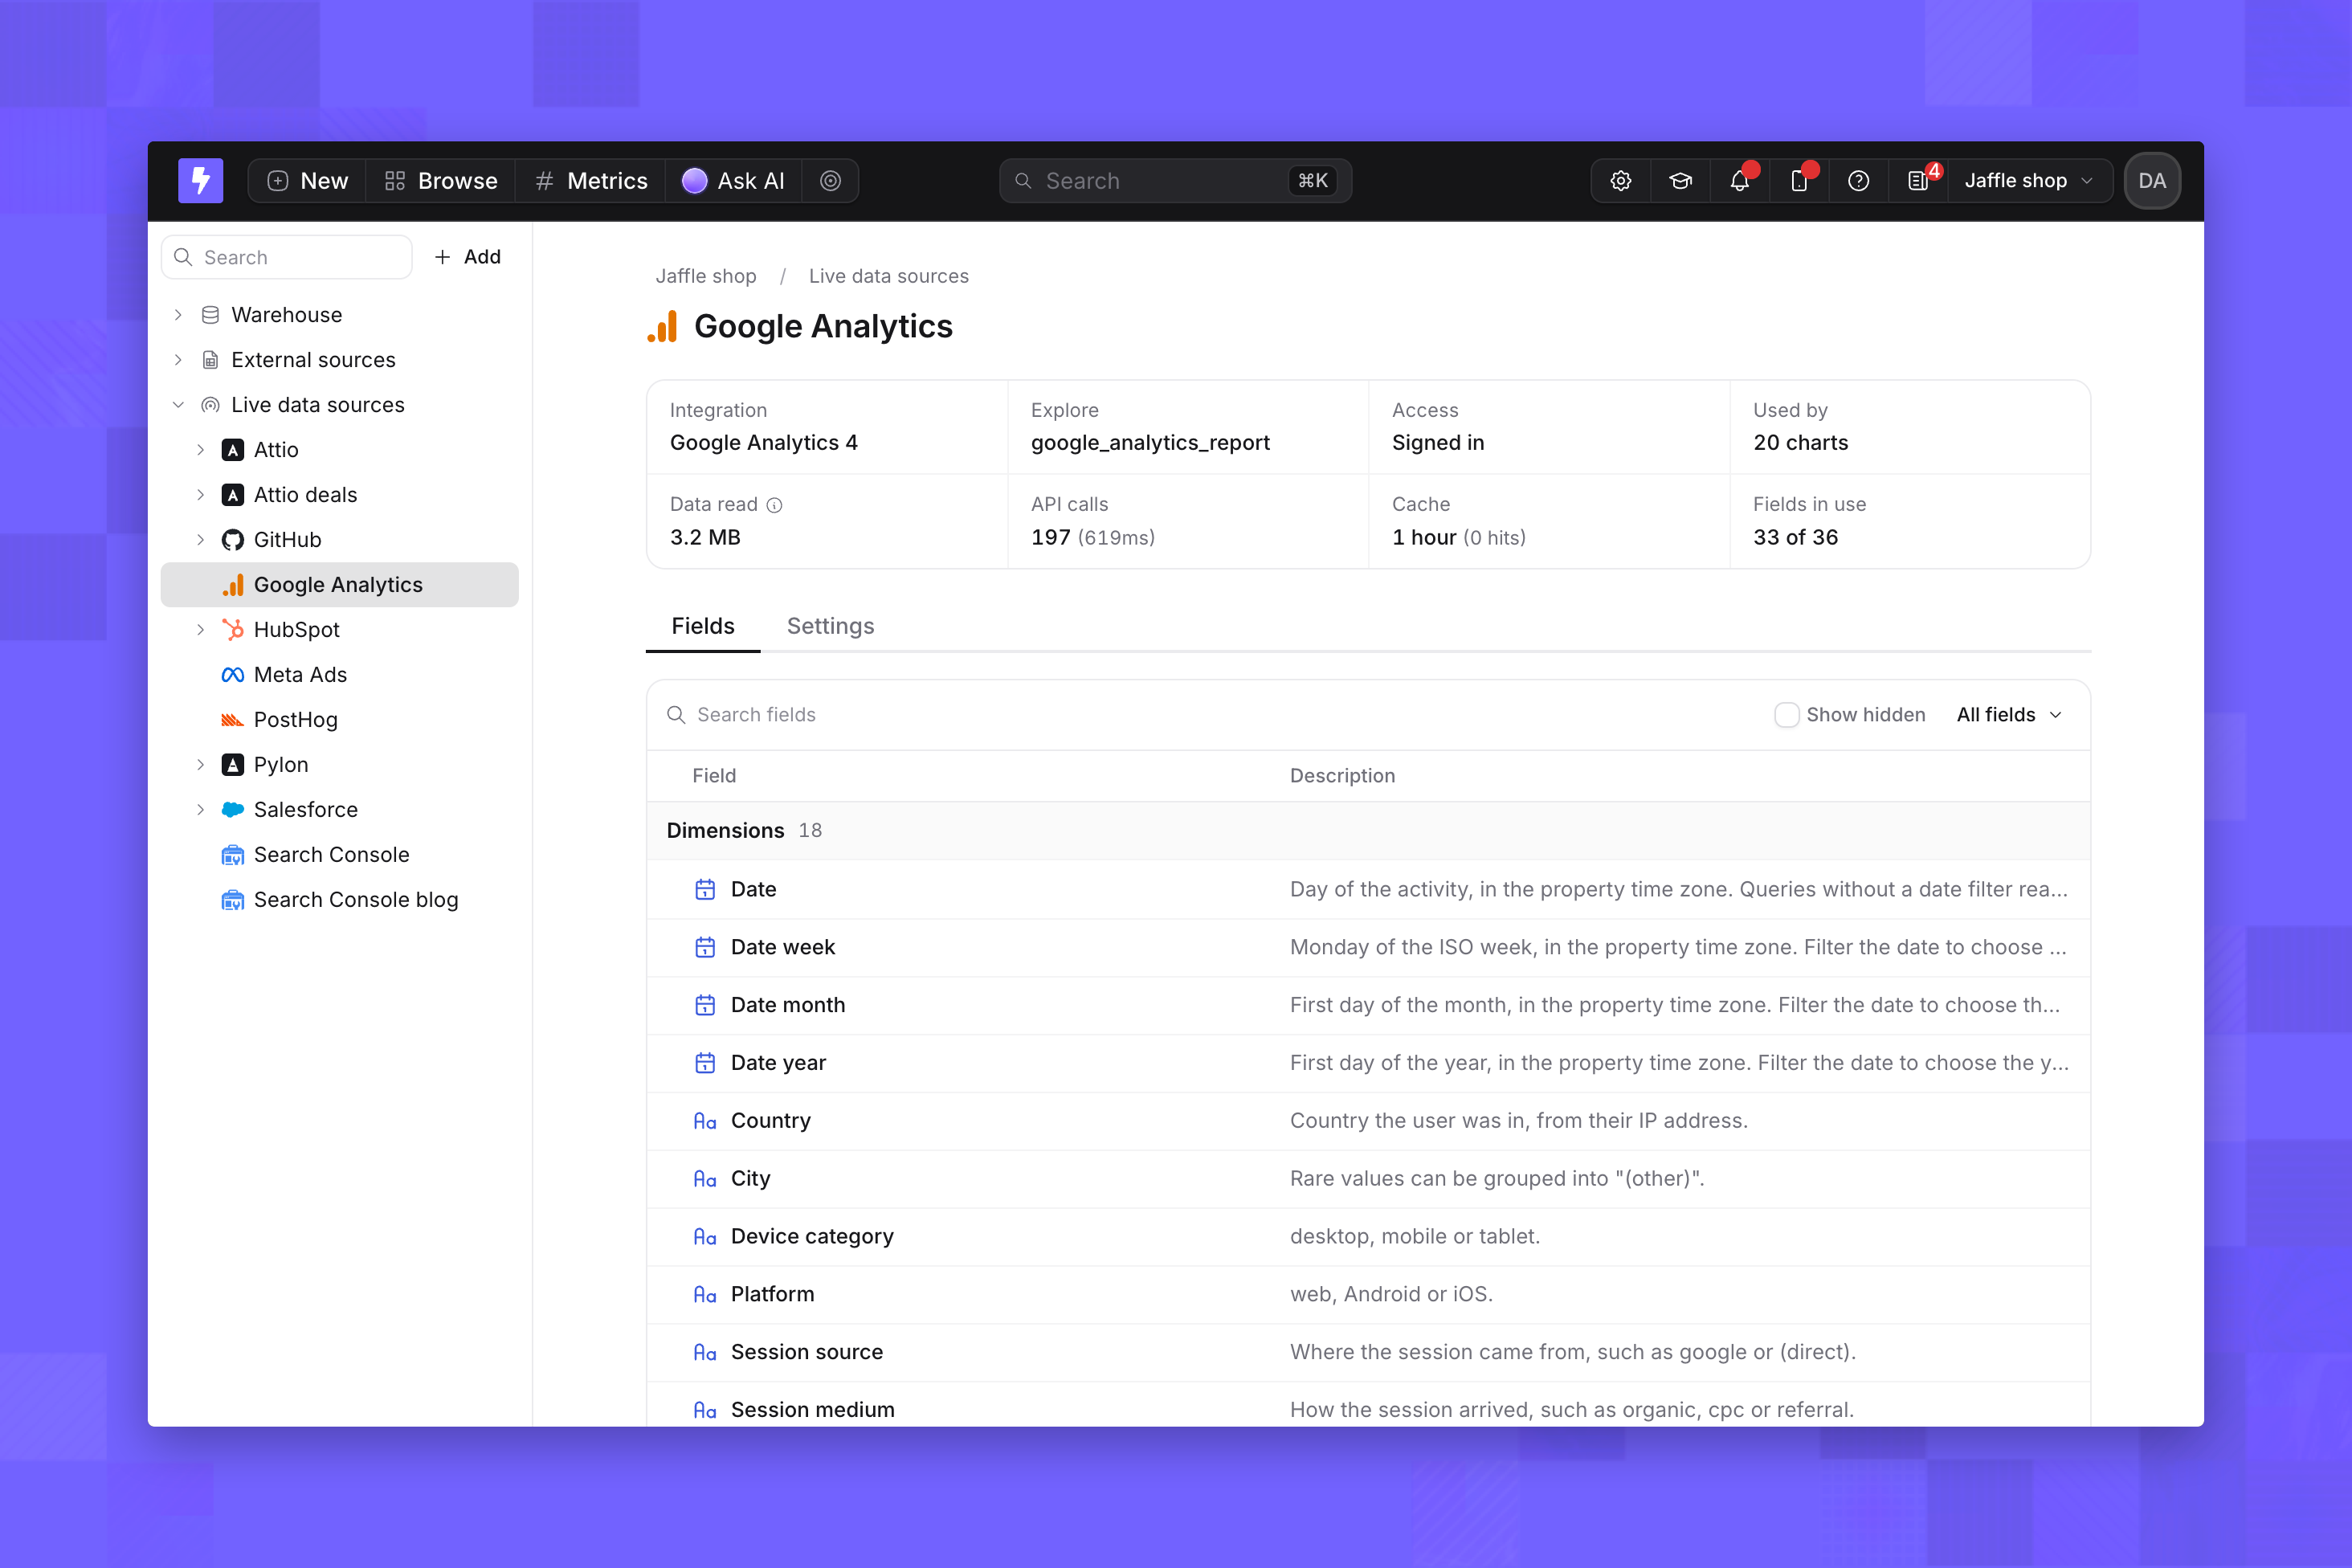 New
Browse
Metrics
Ask AI
Search
⌘K
4
Jaffle shop
DA
Search
Add
Warehouse
External sources
Live data sources
Attio
Attio deals
GitHub
Google Analytics
HubSpot
Meta Ads
PostHog
Pylon
Salesforce
Search Console
Search Console blog
Jaffle shop / Live data sources
Google Analytics
Integration
Google Analytics 4
Explore
google_analytics_report
Access
Signed in
Used by
20 charts
Data read
3.2 MB
API calls
197 (619ms)
Cache
1 hour (0 hits)
Fields in use
33 of 36
Fields
Settings
Search fields
Show hidden
All fields
Field
Description
Dimensions 18
Date
Day of the activity, in the property time zone. Queries without a date filter rea...
Date week
Monday of the ISO week, in the property time zone. Filter the date to choose ...
Date month
First day of the month, in the property time zone. Filter the date to choose th...
Date year
First day of the year, in the property time zone. Filter the date to choose the y...
Aa Country
Country the user was in, from their IP address.
Aa City
Rare values can be grouped into "(other)".
Aa Device category
desktop, mobile or tablet.
Aa Platform
web, Android or iOS.
Aa Session source
Where the session came from, such as google or (direct).
Aa Session medium
How the session arrived, such as organic, cpc or referral.